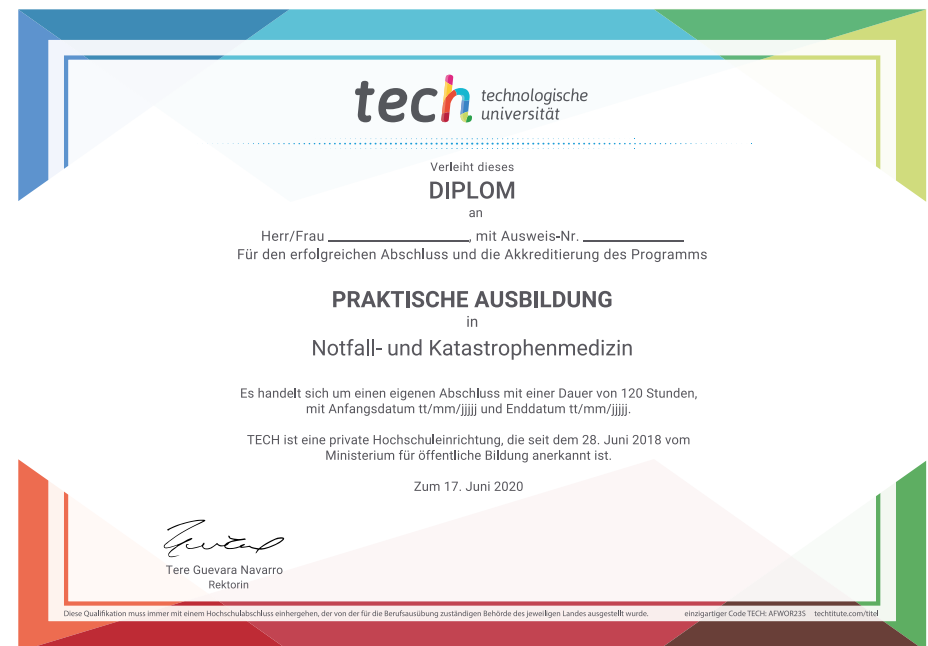 tech technologische
universität
Verleiht dieses
DIPLOM
an
Herr/Frau ____________, mit Ausweis-Nr. ____________
Für den erfolgreichen Abschluss und die Akkreditierung des Programms
PRAKTISCHE AUSBILDUNG
in
Notfall- und Katastrophenmedizin
Es handelt sich um einen eigenen Abschluss mit einer Dauer von 120 Stunden,
mit Anfangsdatum tt/mm/jjjjj und Enddatum tt/mm/jjjjj.
TECH ist eine private Hochschuleinrichtung, die seit dem 28. Juni 2018 vom
Ministerium für öffentliche Bildung anerkannt ist.
Zum 17. Juni 2020
Tere Guevara Navarro
Rektorin
Diese Qualifikation muss immer mit einem Hochschulabschluss einhergehen, der von der für die Berufsausübung zuständigen Behörde des jeweiligen Landes ausgestellt wurde. einzigartiger Code TECH: AFWOR23S techtitute.com/titel